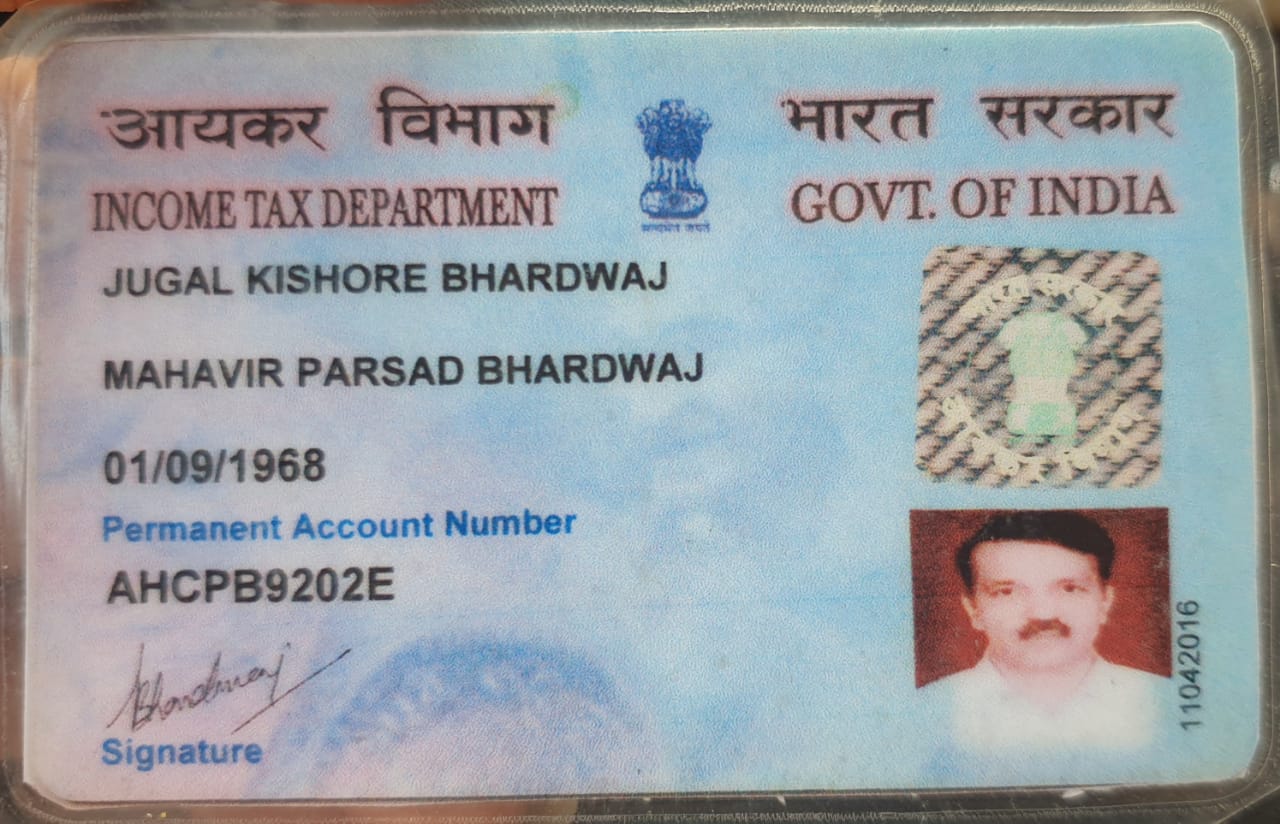 आयकर विभाग
भारत सरकार
INCOME TAX DEPARTMENT
GOVT. OF INDIA
सत्यमेव जयते
JUGAL KISHORE BHARDWAJ
MAHAVIR PARSAD BHARDWAJ
01/09/1968
Permanent Account Number
AHCPB9202E
Bhardwaj
Signature
11042016